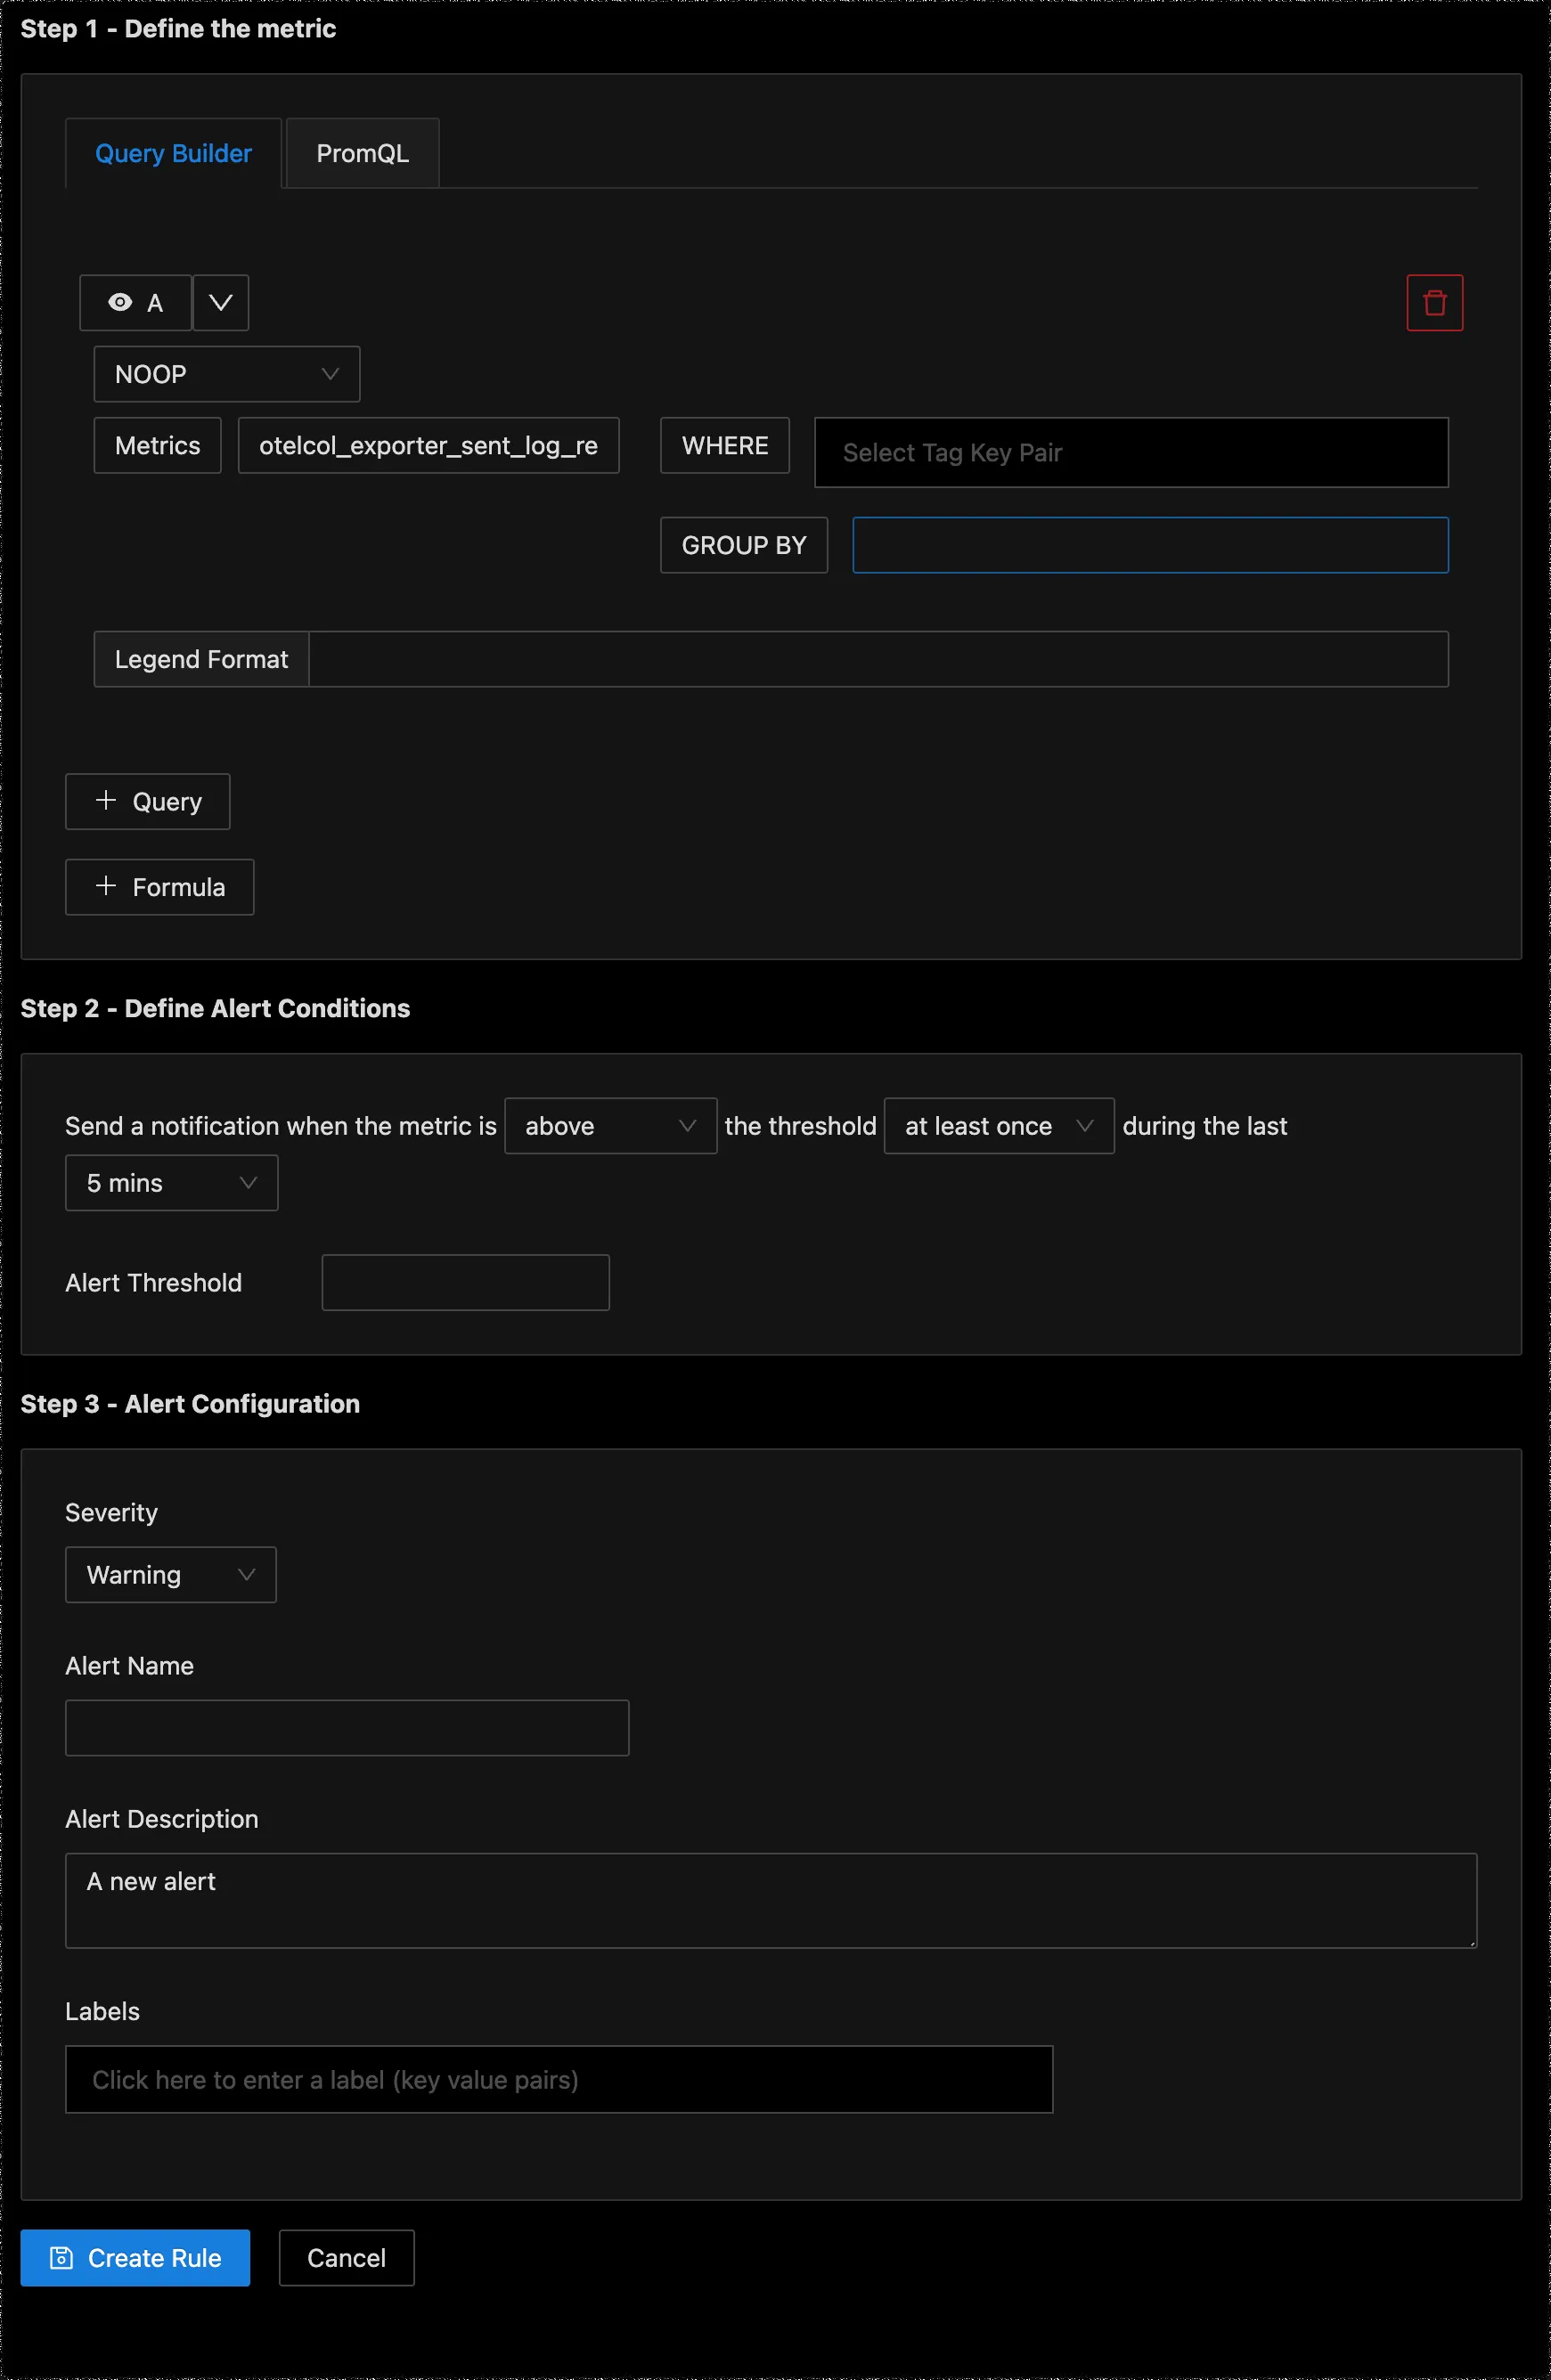 Step 1 - Define the metric
Query Builder PromQL
A
NOOP
Metrics otelcol_exporter_sent_log_re WHERE Select Tag Key Pair
GROUP BY
Legend Format
+ Query
+ Formula
Step 2 - Define Alert Conditions
Send a notification when the metric is above the threshold at least once during the last
5 mins
Alert Threshold
Step 3 - Alert Configuration
Severity
Warning
Alert Name
Alert Description
A new alert
Labels
Click here to enter a label (key value pairs)
Create Rule Cancel